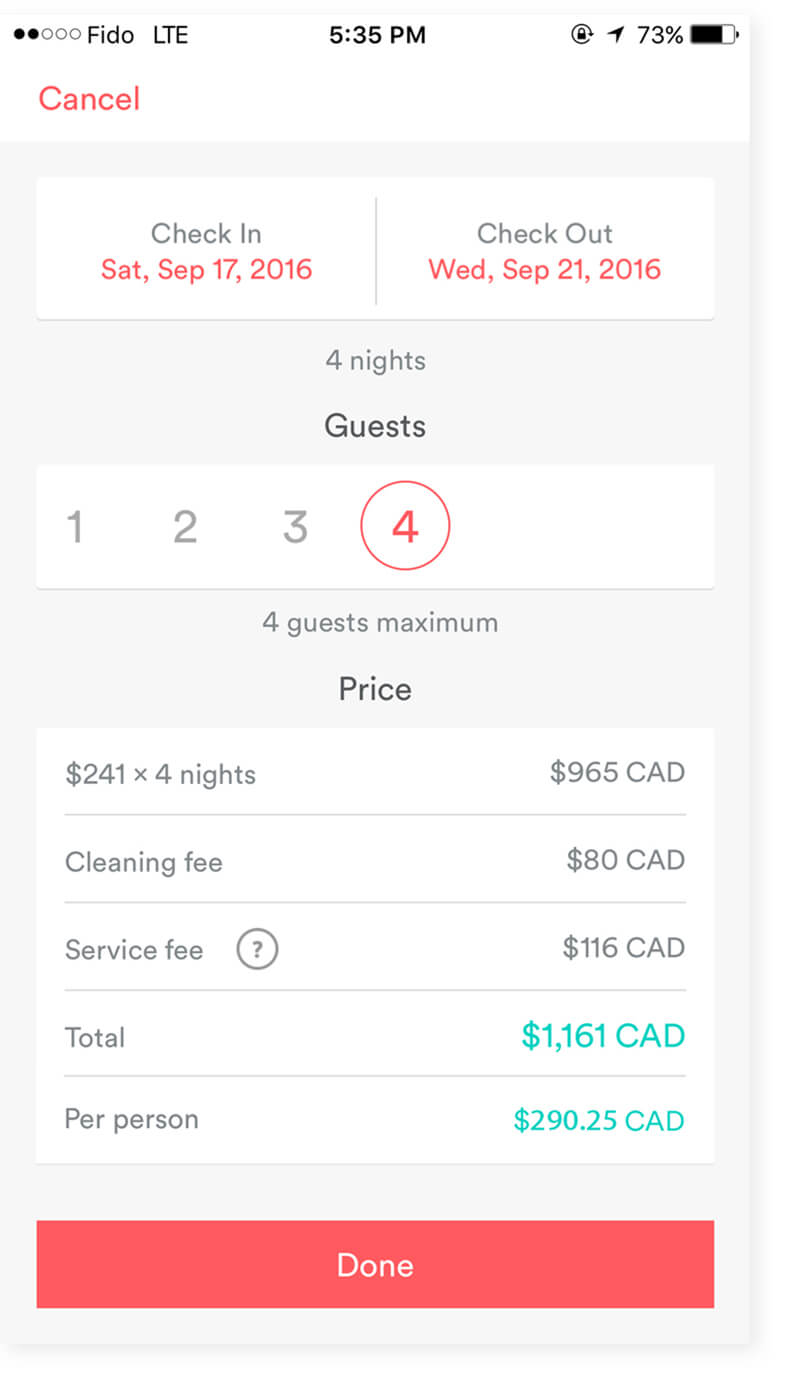 Fido LTE 5:35 PM 73%
Cancel
Check In Check Out
Sat, Sep 17, 2016 Wed, Sep 21, 2016
4 nights
Guests
1 2 3 4
4 guests maximum
Price
$241 × 4 nights $965 CAD
Cleaning fee $80 CAD
Service fee ? $116 CAD
Total $1,161 CAD
Per person $290.25 CAD
Done